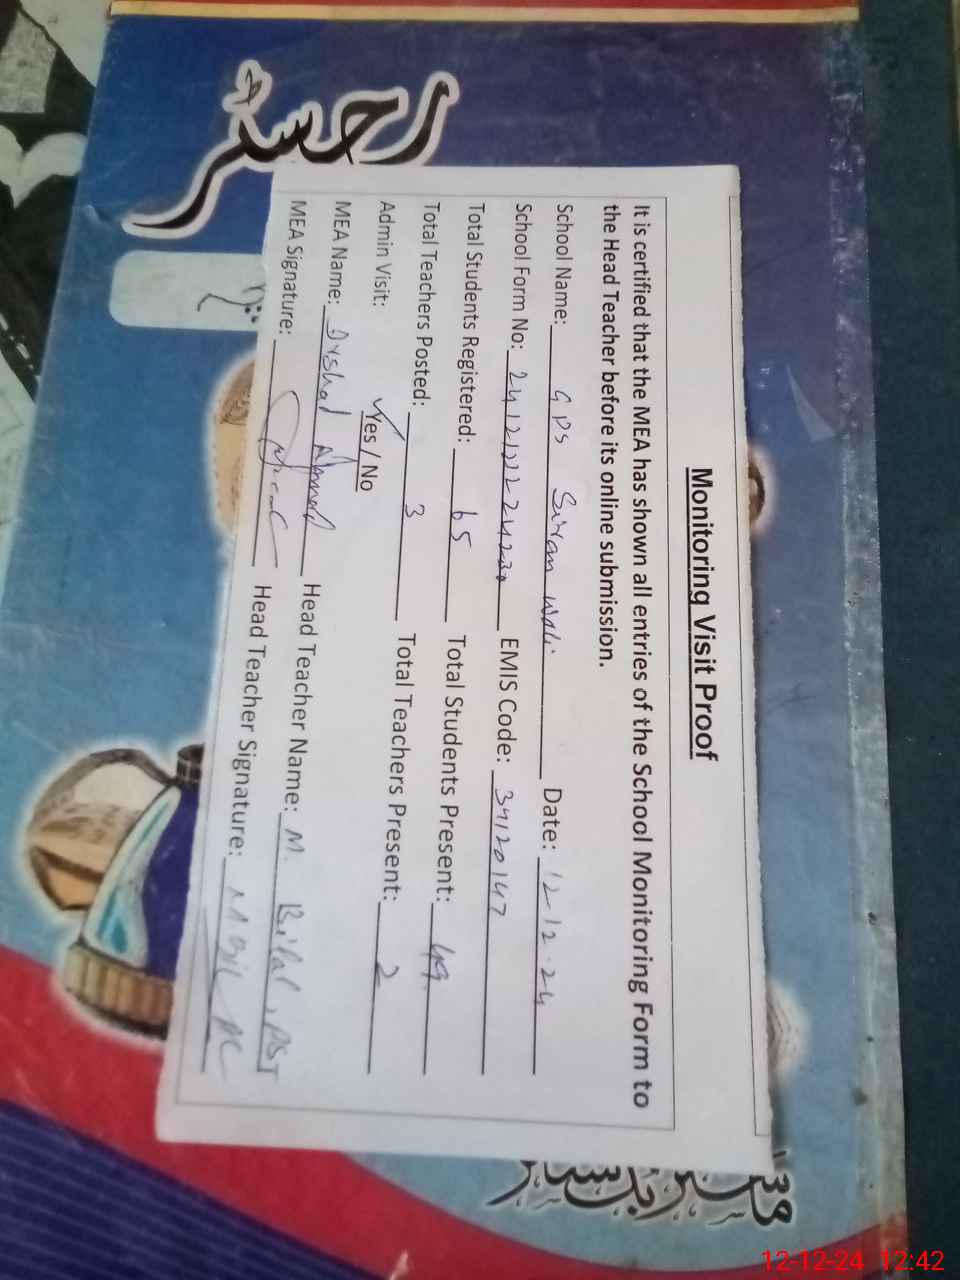 رجسٹر
Monitoring Visit Proof
It is certified that the MEA has shown all entries of the School Monitoring Form to
the Head Teacher before its online submission.
School Name: GPS Siran Wali Date: 12-12-24
School Form No: EMIS Code: 34120147
Total Students Registered: 65 Total Students Present: 49
Total Teachers Posted: 3 Total Teachers Present: 2
Admin Visit: Yes / No
MEA Name: Arshad Ahmed Head Teacher Name: M. Bilal, PST
MEA Signature: Head Teacher Signature: M Bil
12-12-24 12:42